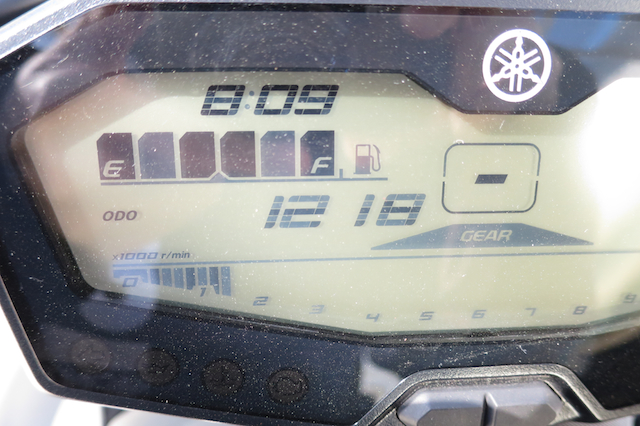 8:09
E F
ODO 1218
-
GEAR
x1000 r/min
0 1 2 3 4 5 6 7 8 9